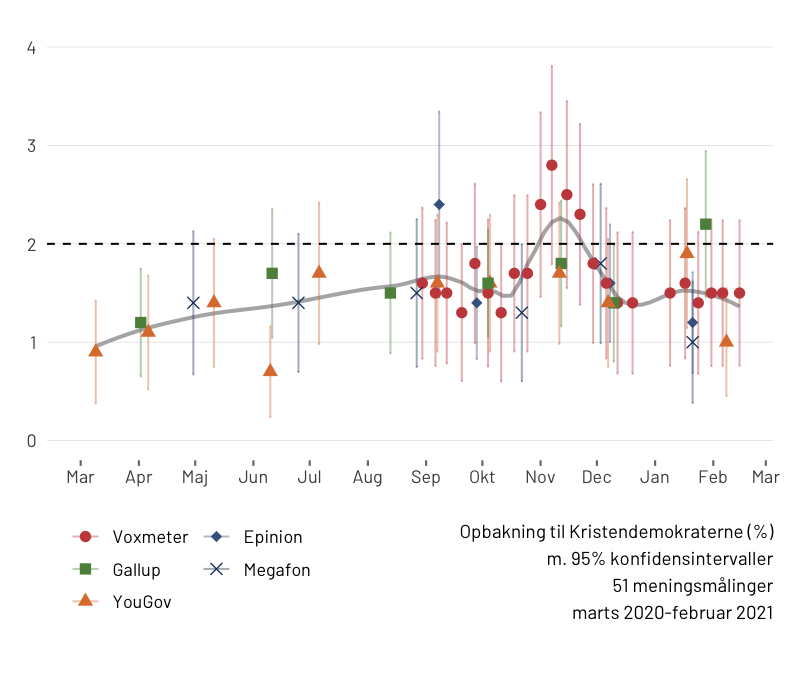 4
3
2
1
0
Mar Apr Maj Jun Jul Aug Sep Okt Nov Dec Jan Feb Mar
Voxmeter Epinion
Gallup Megafon
YouGov
Opbakning til Kristendemokraterne (%)
m. 95% konfidensintervaller
51 meningsmålinger
marts 2020-februar 2021